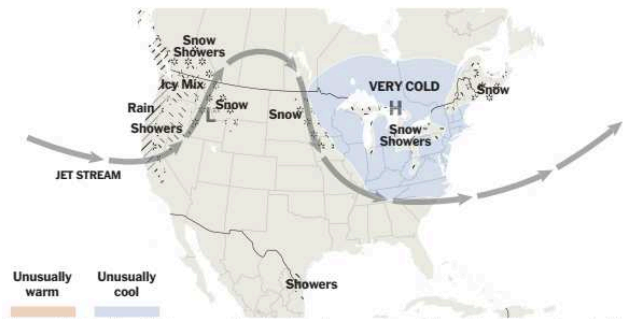 Snow
Showers
Icy Mix
Rain
Showers
L
Snow
Snow
VERY COLD
H
Snow
Showers
Snow
JET STREAM
Showers
Unusually
warm
Unusually
cool